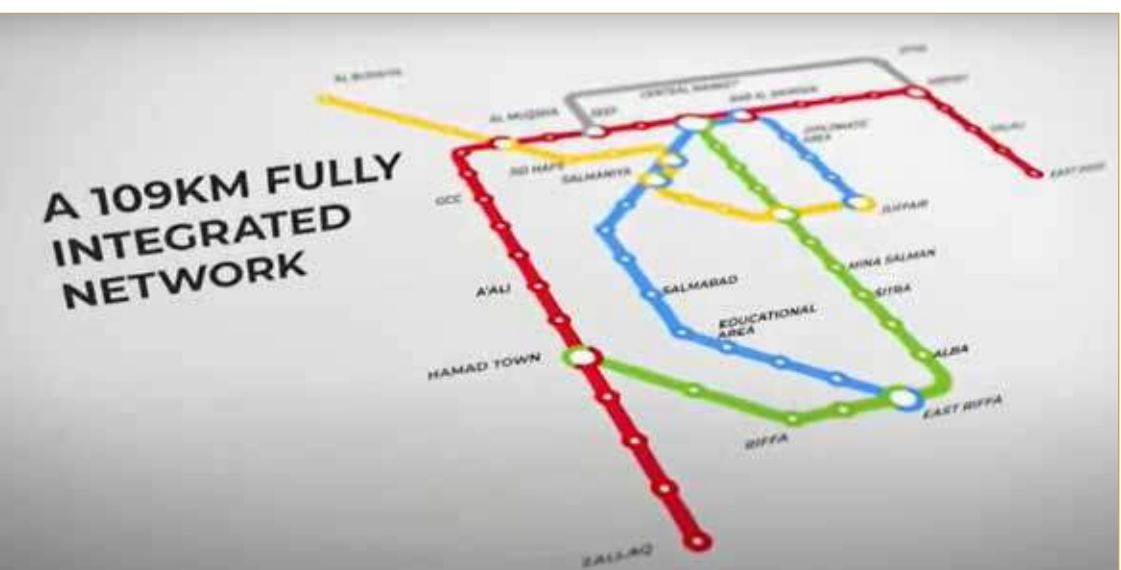 A 109KM FULLY
INTEGRATED
NETWORK
AL MUQSHA
SEEF
CENTRAL MARKET
BAB AL BAHRAIN
DIPLOMATIC
AREA
SALMANIYA
GCC
JUFFAIR
MINA SALMAN
SITRA
A'ALI
SALMABAD
EDUCATIONAL
AREA
ALBA
HAMAD TOWN
EAST RIFFA
RIFFA
ZALLAQ